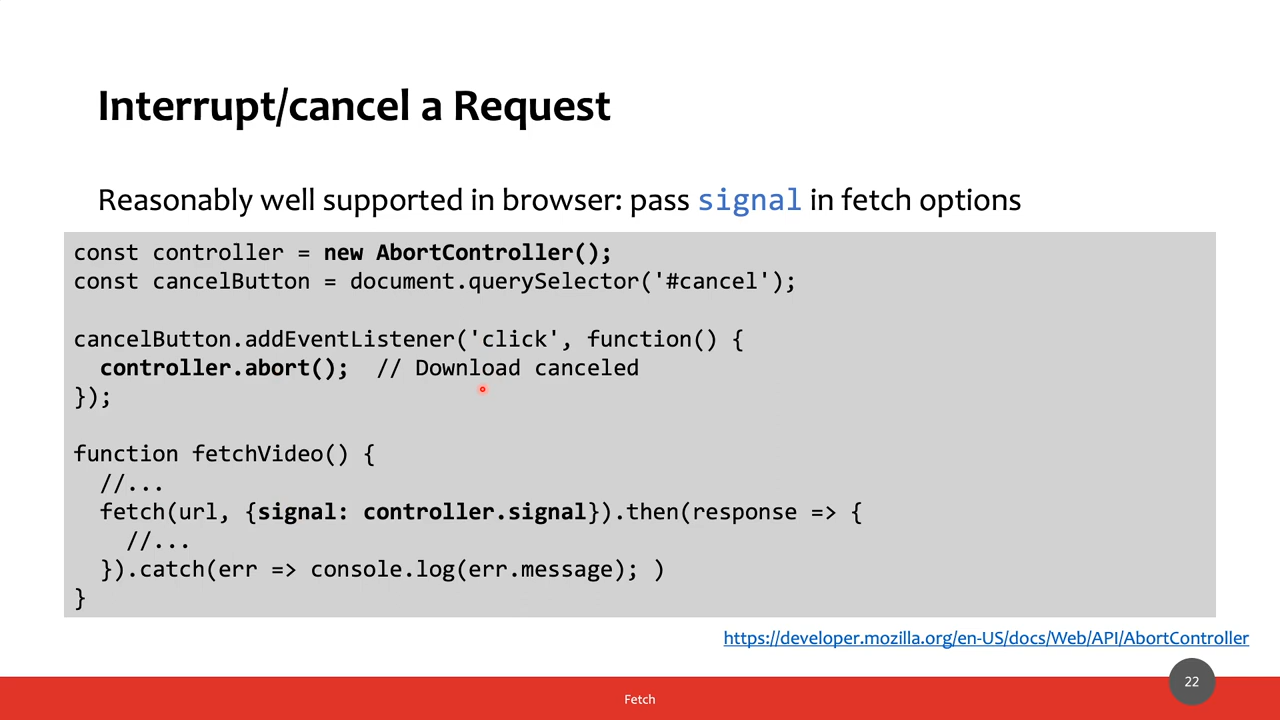 Interrupt/cancel a Request
Reasonably well supported in browser: pass signal in fetch options
const controller = new AbortController();
const cancelButton = document.querySelector('#cancel');
cancelButton.addEventListener('click', function() {
  controller.abort();  // Download canceled
});
function fetchVideo() {
  //...
  fetch(url, {signal: controller.signal}).then(response => {
    //...
  }).catch(err => console.log(err.message); )
}
https://developer.mozilla.org/en-US/docs/Web/API/AbortController
22
Fetch